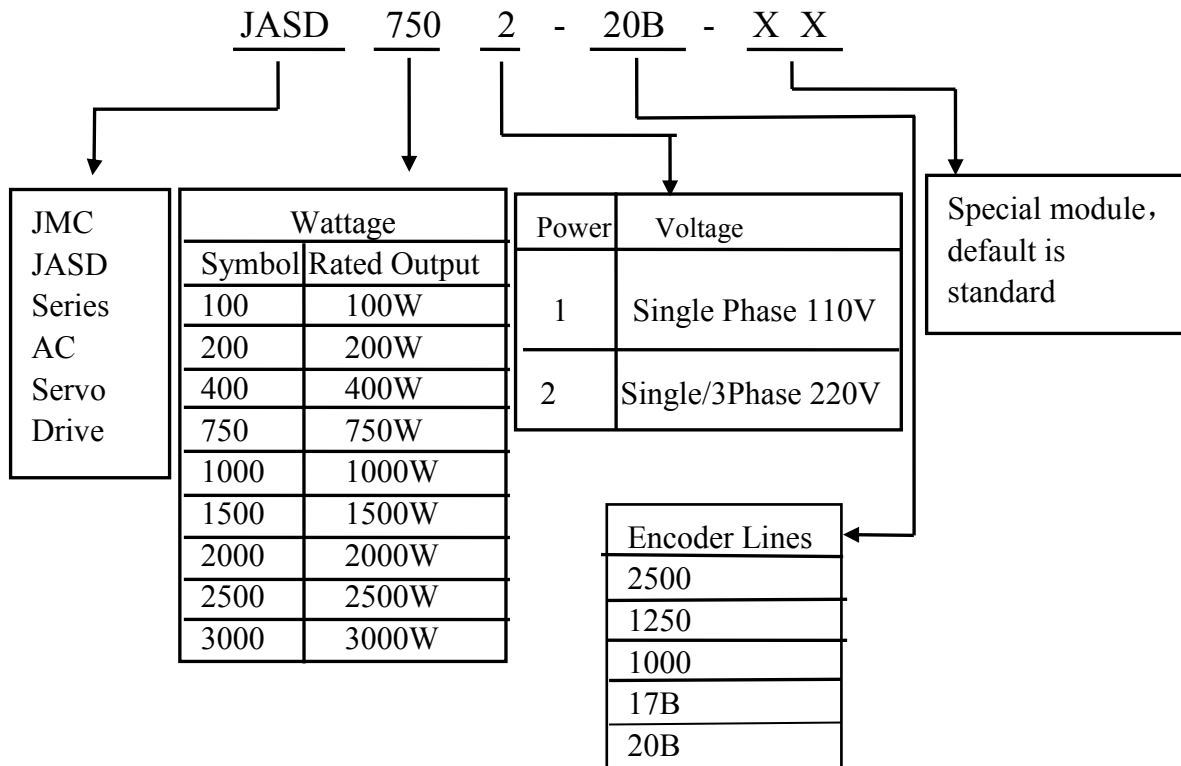 JASD 750 2 - 20B - X X
JMC
JASD
Series
AC
Servo
Drive
Wattage
Symbol Rated Output
100 100W
200 200W
400 400W
750 750W
1000 1000W
1500 1500W
2000 2000W
2500 2500W
3000 3000W
Power Voltage
1 Single Phase 110V
2 Single/3Phase 220V
Special module，
default is
standard
Encoder Lines
2500
1250
1000
17B
20B